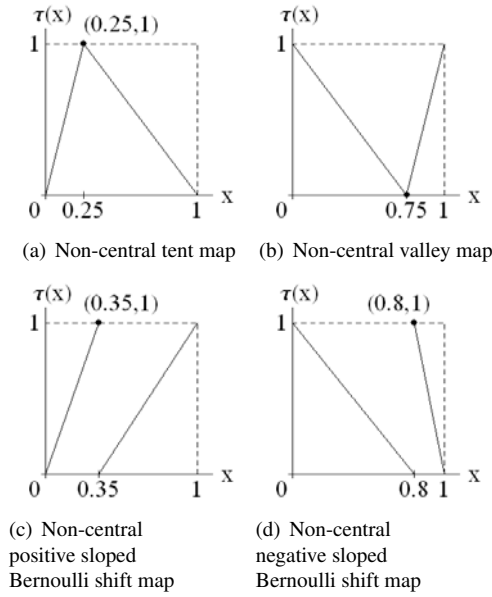 τ(x)
(0.25,1)
1
0 0.25 1 x
(a) Non-central tent map
τ(x)
1
0 0.75 1 x
(b) Non-central valley map
τ(x)
(0.35,1)
1
0 0.35 1 x
(c) Non-central
positive sloped
Bernoulli shift map
τ(x)
(0.8,1)
1
0 0.8 1 x
(d) Non-central
negative sloped
Bernoulli shift map